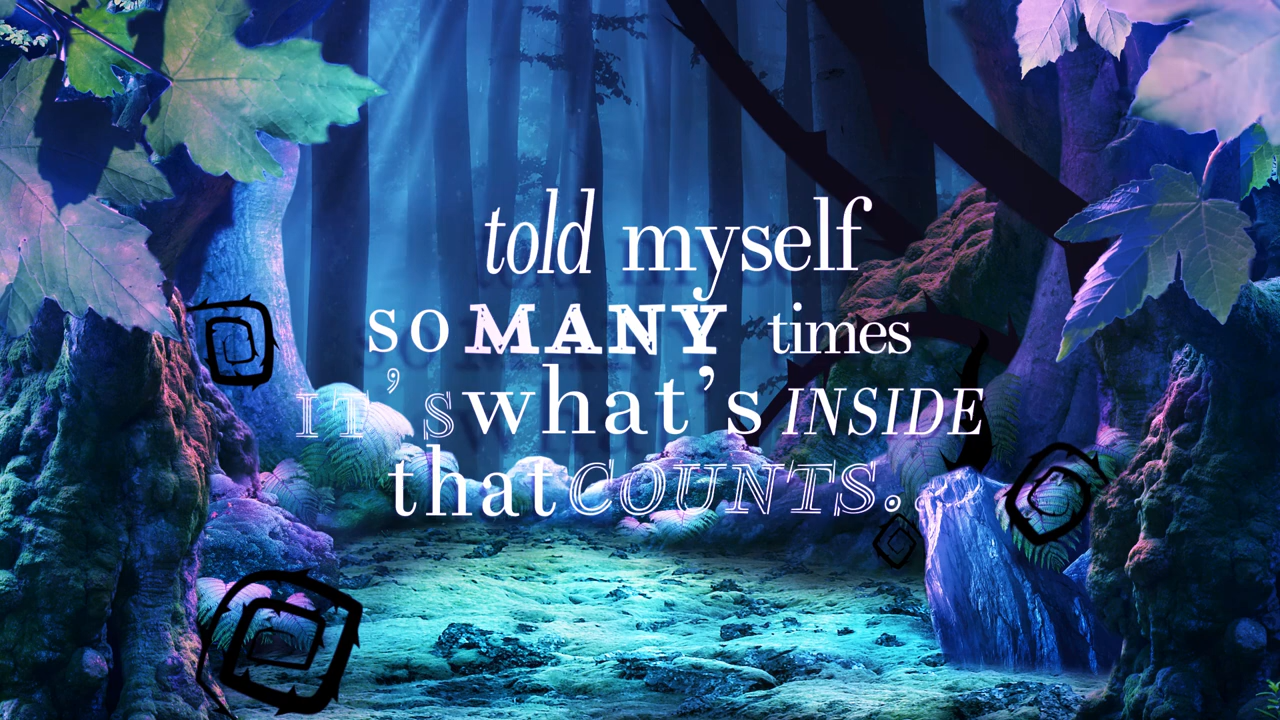 told myself
so MANY times
IT'S what's INSIDE
that COUNTS..